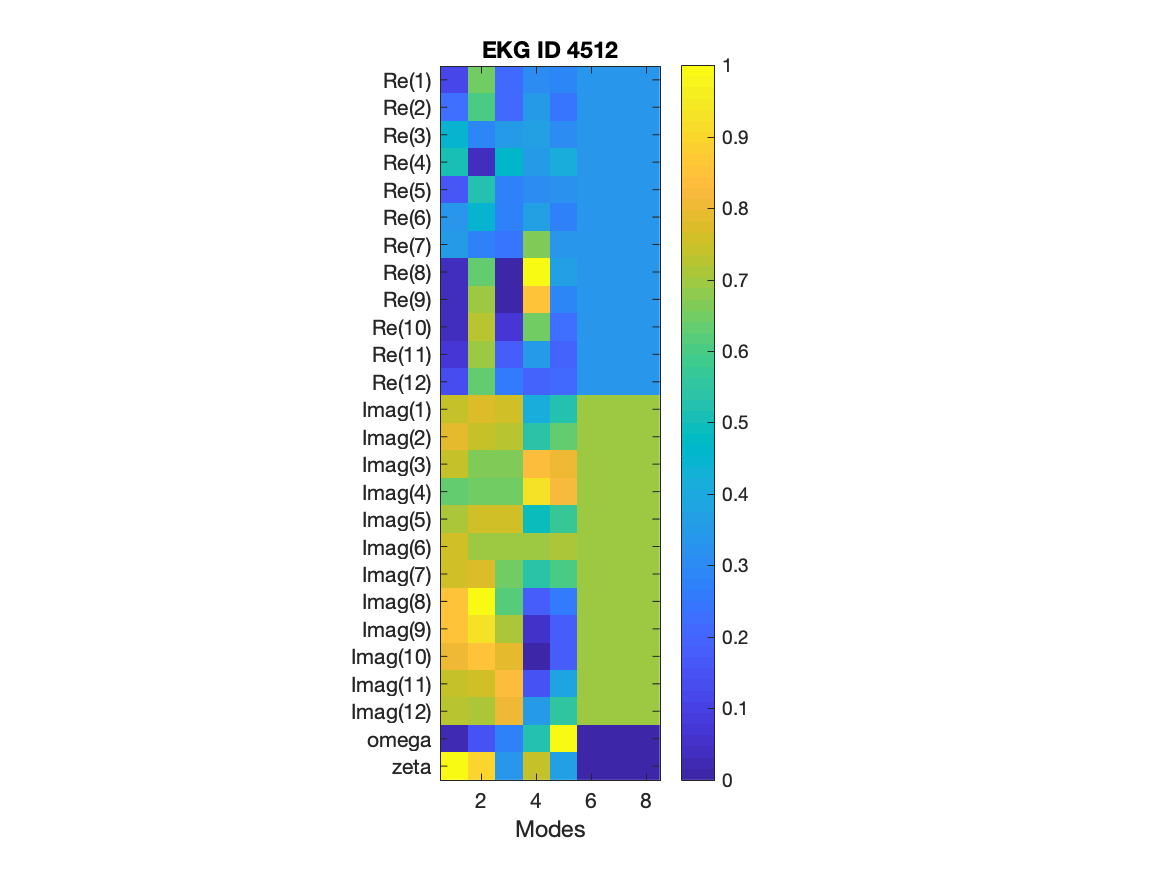 EKG ID 4512
Re(1)
Re(2)
Re(3)
Re(4)
Re(5)
Re(6)
Re(7)
Re(8)
Re(9)
Re(10)
Re(11)
Re(12)
Imag(1)
Imag(2)
Imag(3)
Imag(4)
Imag(5)
Imag(6)
Imag(7)
Imag(8)
Imag(9)
Imag(10)
Imag(11)
Imag(12)
omega
zeta
2 4 6 8
Modes
1
0.9
0.8
0.7
0.6
0.5
0.4
0.3
0.2
0.1
0